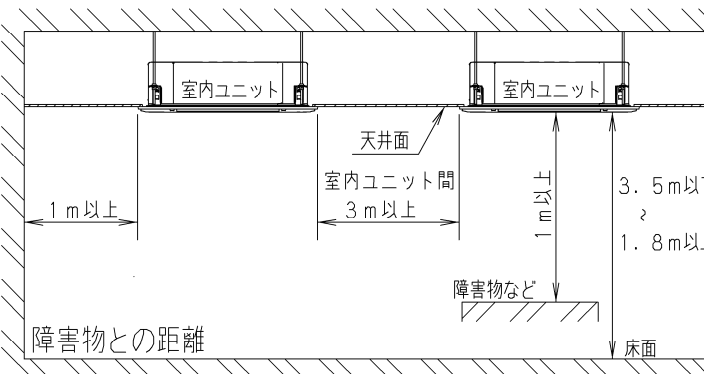 室内ユニット
室内ユニット
天井面
室内ユニット間
3m以上
1m以上
1m以上
3.5m以下
~
1.8m以上
障害物など
障害物との距離
床面